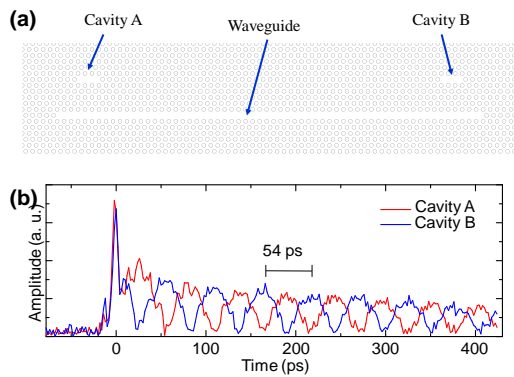 (a)
Cavity A
Waveguide
Cavity B
(b)
Cavity A
Cavity B
54 ps
Amplitude (a. u.)
0 100 200 300 400
Time (ps)